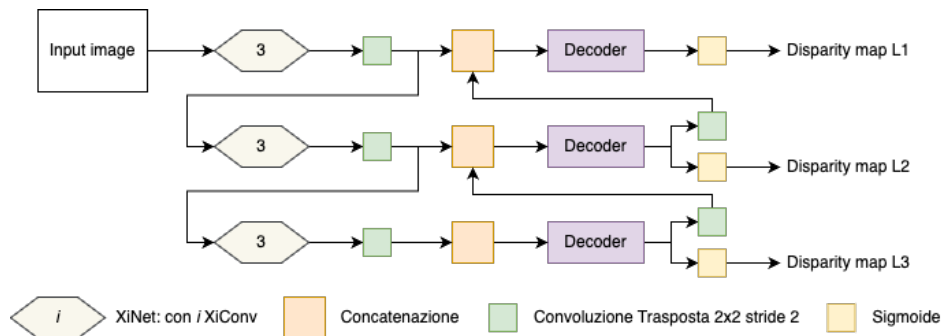 Input image
3
Decoder
Disparity map L1
3
Decoder
Disparity map L2
3
Decoder
Disparity map L3
i
XiNet: con i XiConv
Concatenazione
Convoluzione Trasposta 2x2 stride 2
Sigmoide